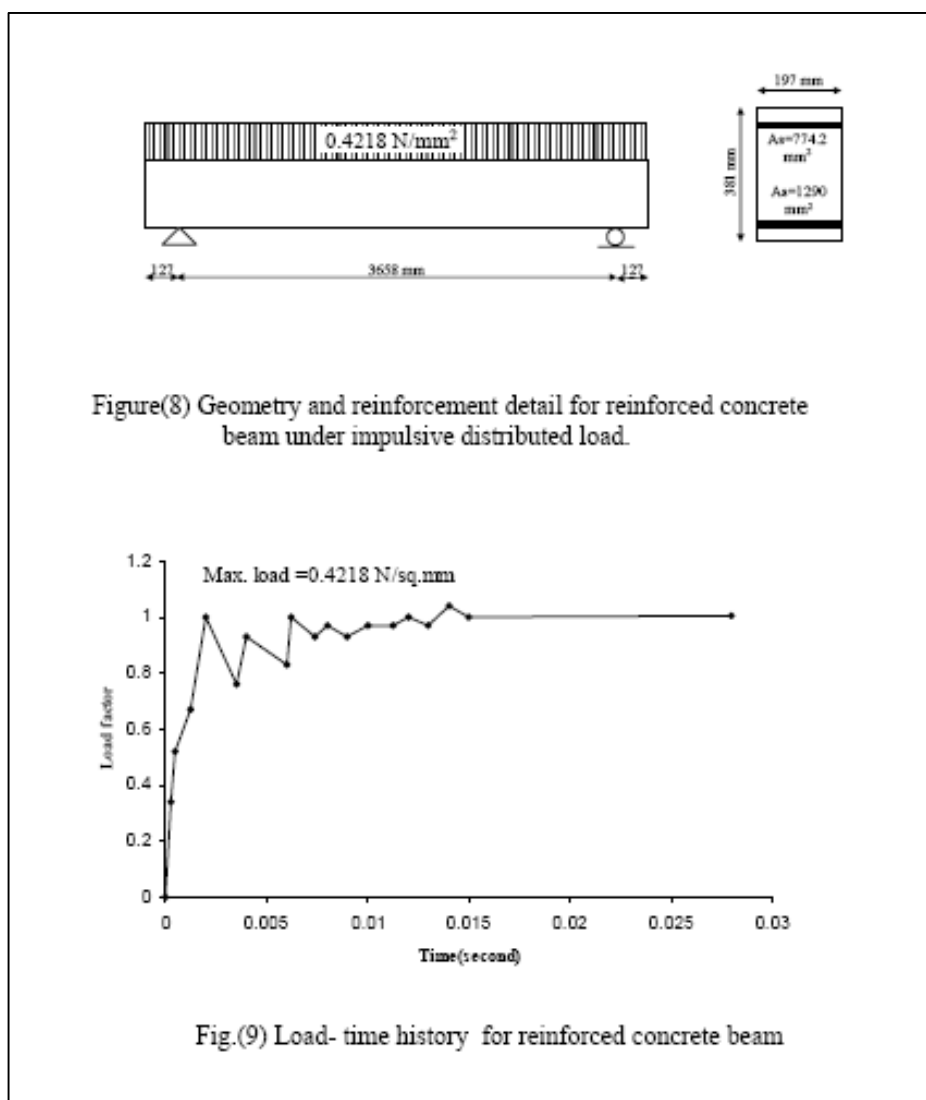 197 mm
0.4218 N/mm²
381 mm
As=774.2
mm²
As=1290
mm²
127
3658 mm
127
Figure(8) Geometry and reinforcement detail for reinforced concrete
beam under impulsive distributed load.
1.2
Max. load =0.4218 N/sq.mm
1
0.8
0.6
0.4
0.2
0
Load factor
0 0.005 0.01 0.015 0.02 0.025 0.03
Time(second)
Fig.(9) Load- time history for reinforced concrete beam